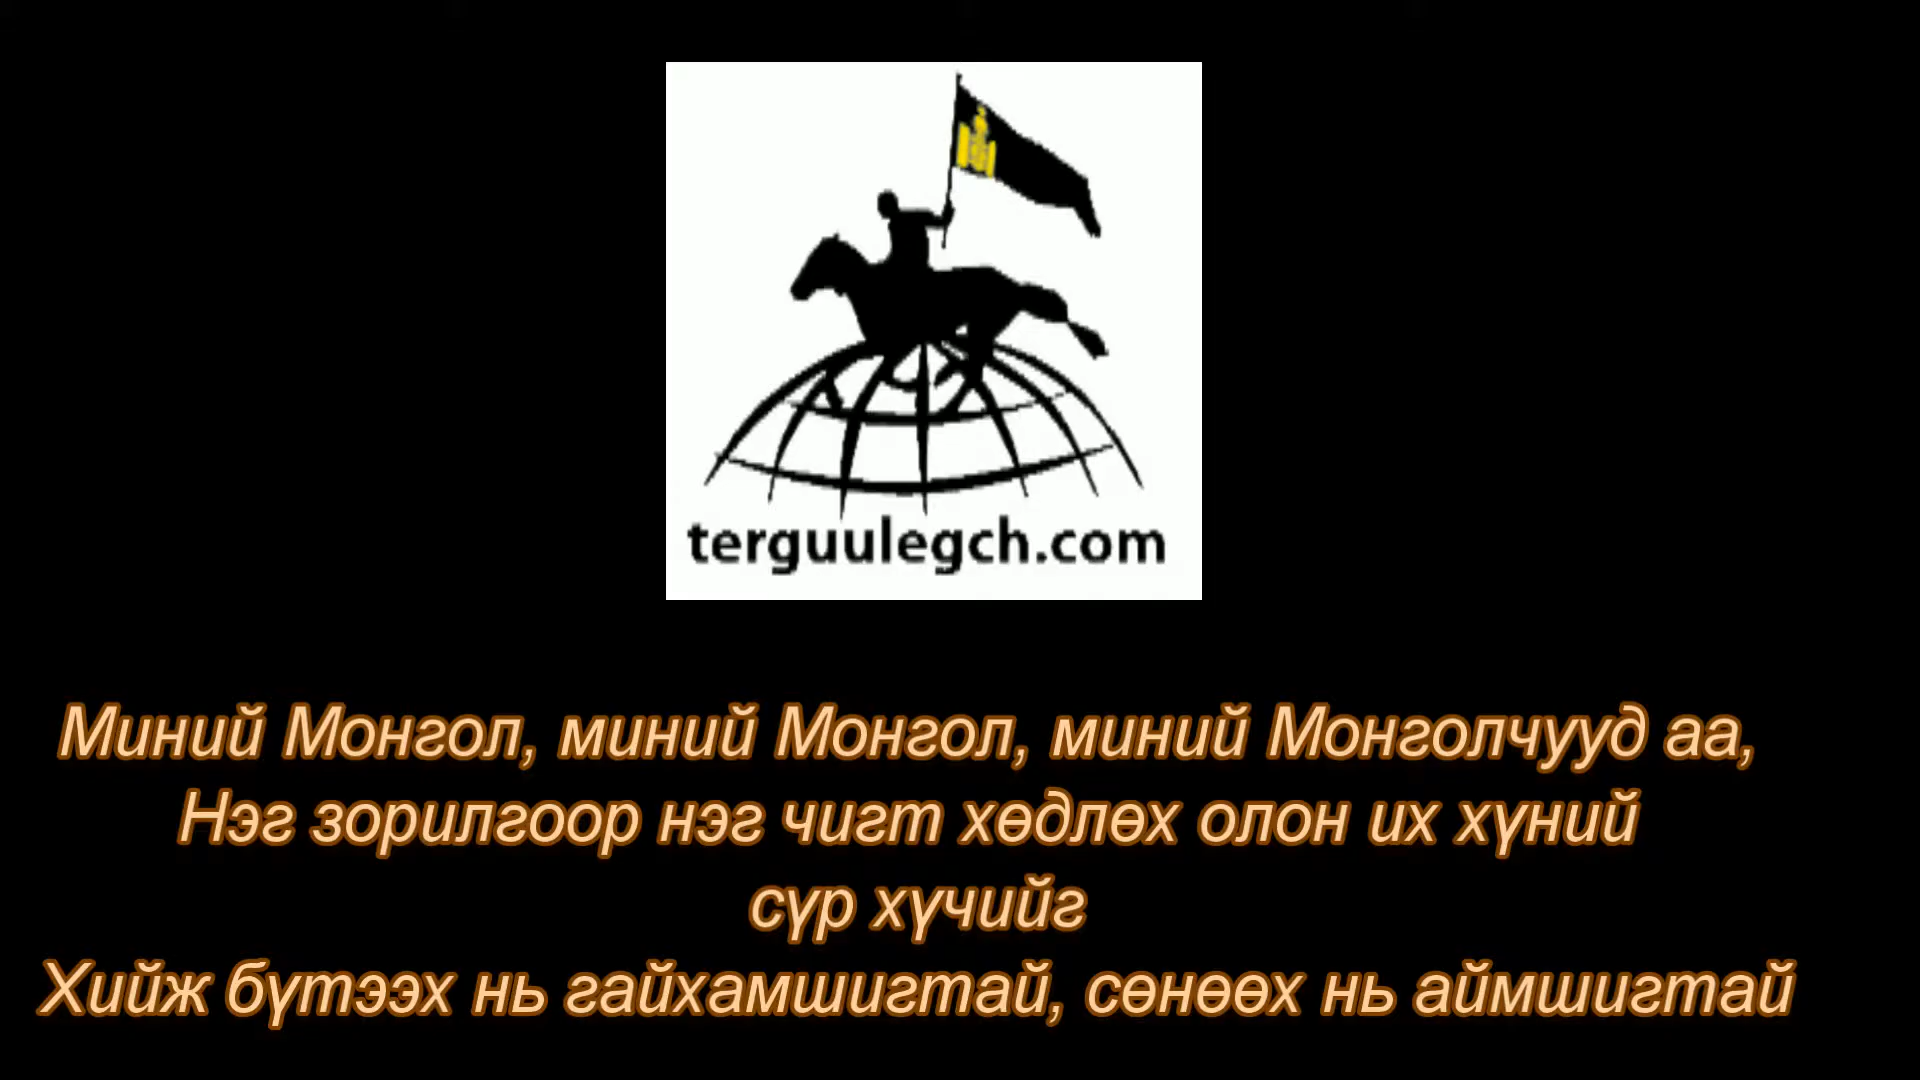 terguulegch.com
Миний Монгол, миний Монгол, миний Монголчууд аа,
Нэг зорилгоор нэг чигт хөдлөх олон их хүний
сүр хүчийг
Хийж бүтээх нь гайхамшигтай, сөнөөх нь аймшигтай